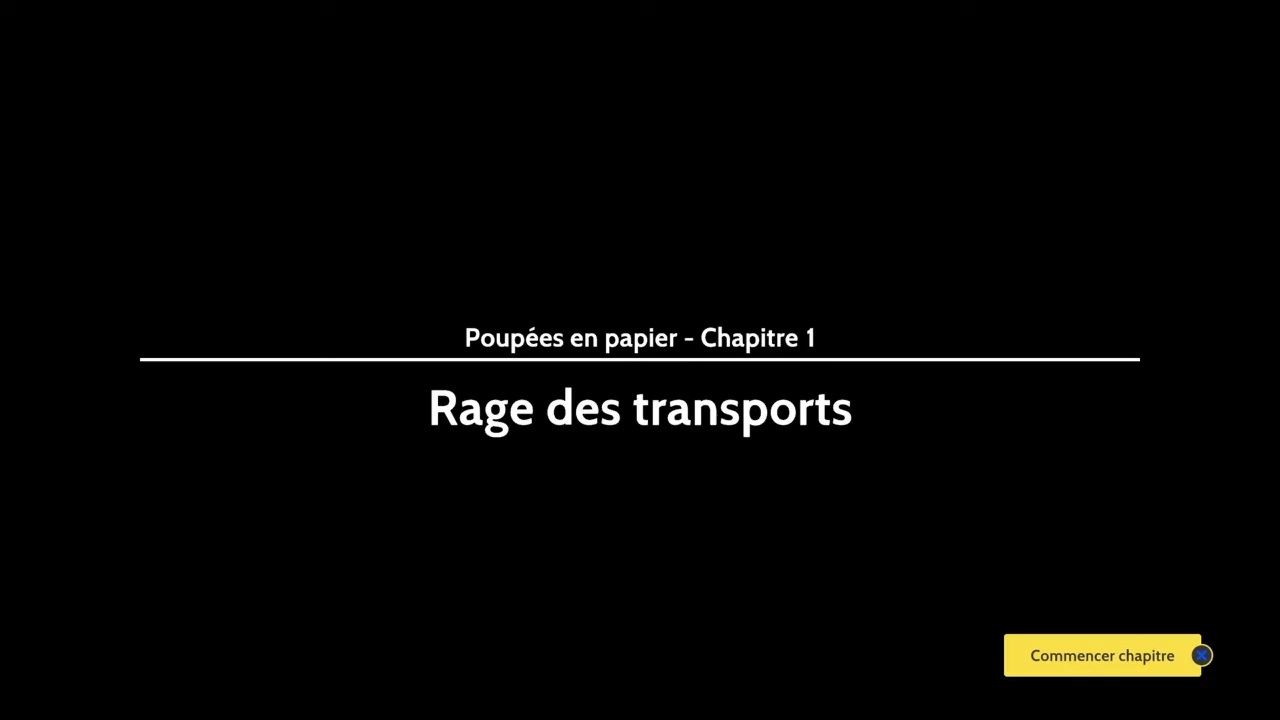 Poupées en papier - Chapitre 1
Rage des transports
Commencer chapitre